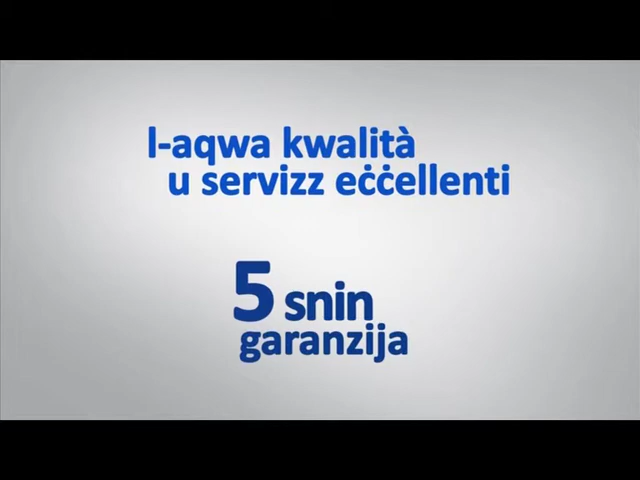 l-aqwa kwalità
u servizz eċċellenti
5 snin
garanzija